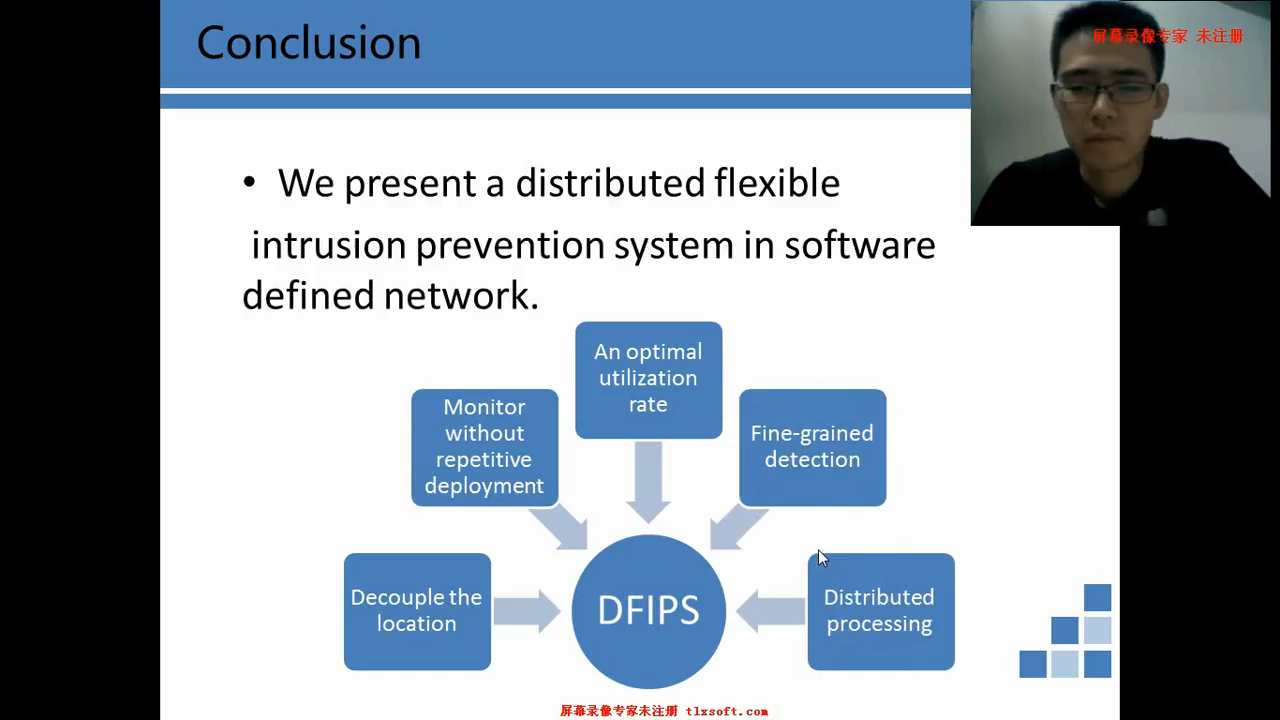 Conclusion
屏幕录像专家 未注册
• We present a distributed flexible
intrusion prevention system in software
defined network.
An optimal
utilization
rate
Monitor
without
repetitive
deployment
Fine-grained
detection
Decouple the
location
DFIPS
Distributed
processing
屏幕录像专家未注册 tlxsoft.com